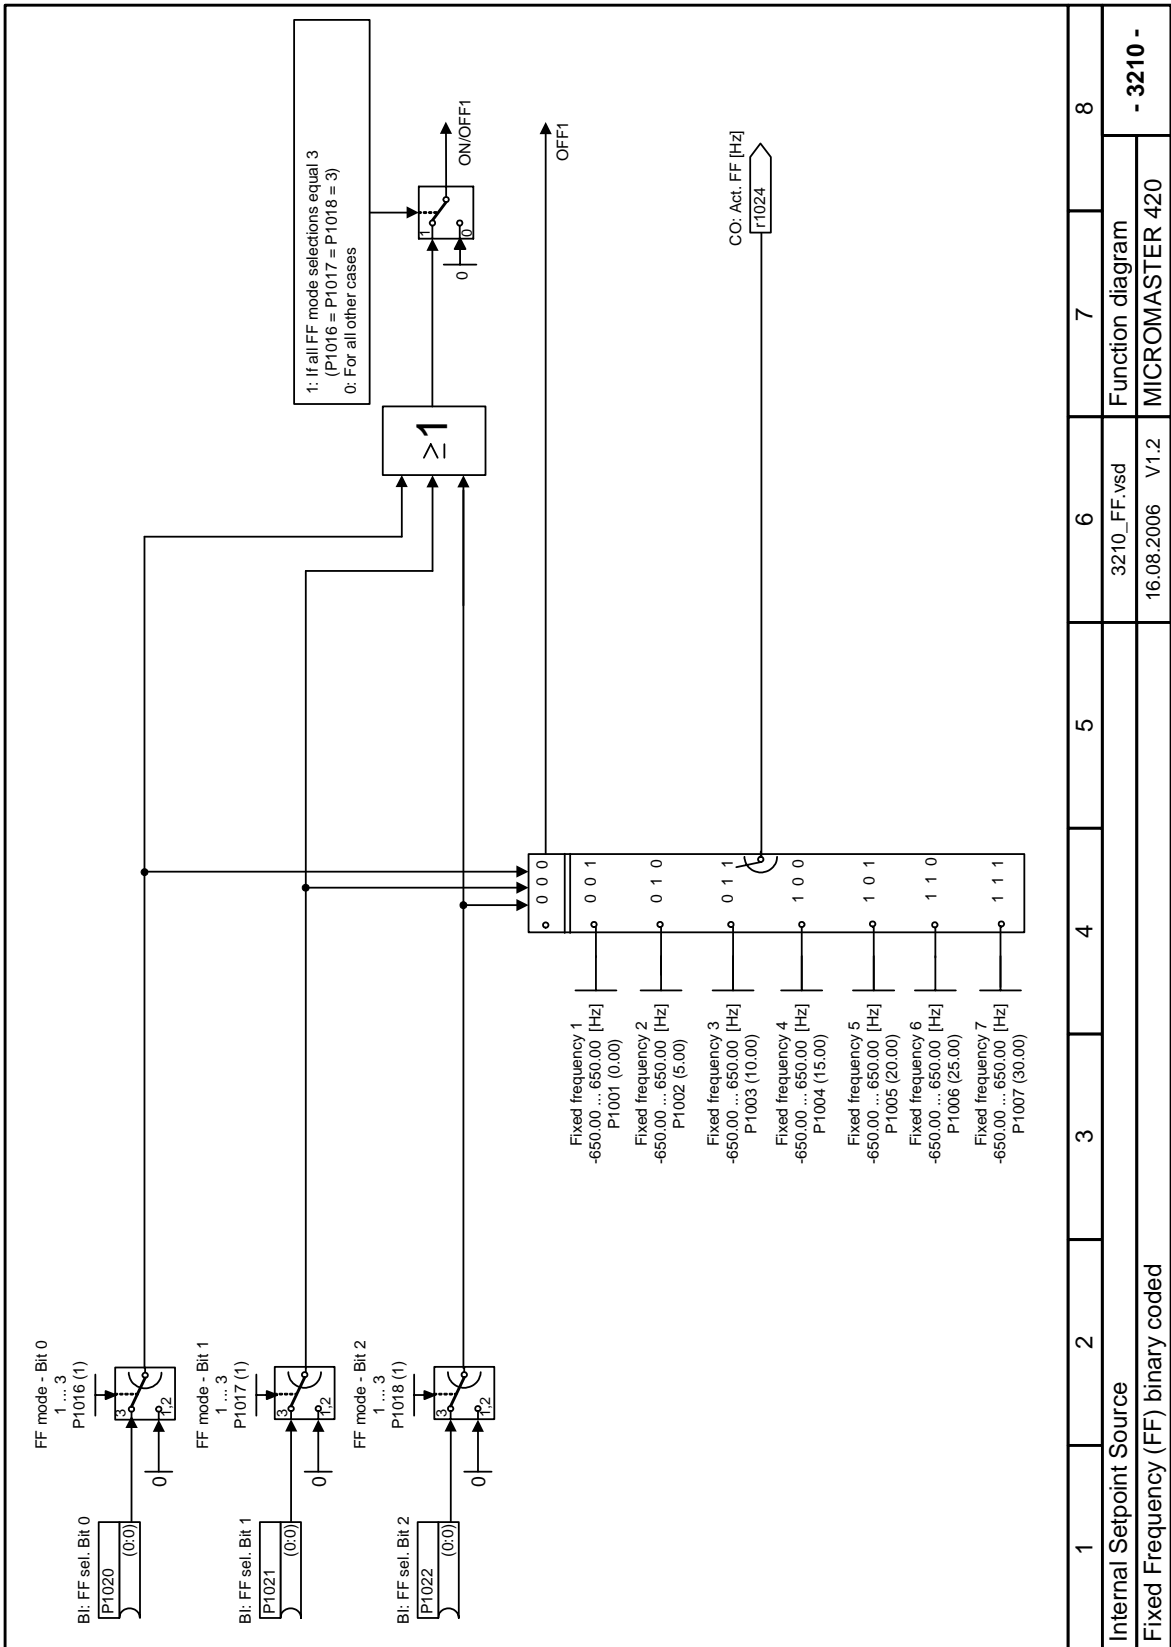 BI: FF sel. Bit 0
P1020
(0:0)
FF mode - Bit 0
1 ... 3
P1016 (1)
3
1,2
0
BI: FF sel. Bit 1
P1021
(0:0)
FF mode - Bit 1
1 ... 3
P1017 (1)
3
1,2
0
BI: FF sel. Bit 2
P1022
(0:0)
FF mode - Bit 2
1 ... 3
P1018 (1)
3
1,2
0
1: If all FF mode selections equal 3
(P1016 = P1017 = P1018 = 3)
0: For all other cases
≥1
1
0
0
ON/OFF1
0 0 0
OFF1
Fixed frequency 1
-650.00 ... 650.00 [Hz]
P1001 (0.00)
0 0 1
Fixed frequency 2
-650.00 ... 650.00 [Hz]
P1002 (5.00)
0 1 0
Fixed frequency 3
-650.00 ... 650.00 [Hz]
P1003 (10.00)
0 1 1
Fixed frequency 4
-650.00 ... 650.00 [Hz]
P1004 (15.00)
1 0 0
Fixed frequency 5
-650.00 ... 650.00 [Hz]
P1005 (20.00)
1 0 1
Fixed frequency 6
-650.00 ... 650.00 [Hz]
P1006 (25.00)
1 1 0
Fixed frequency 7
-650.00 ... 650.00 [Hz]
P1007 (30.00)
1 1 1
CO: Act. FF [Hz]
r1024
1 2 3 4 5 6 7 8
Internal Setpoint Source
3210_FF.vsd
Function diagram
- 3210 -
Fixed Frequency (FF) binary coded
16.08.2006 V1.2
MICROMASTER 420